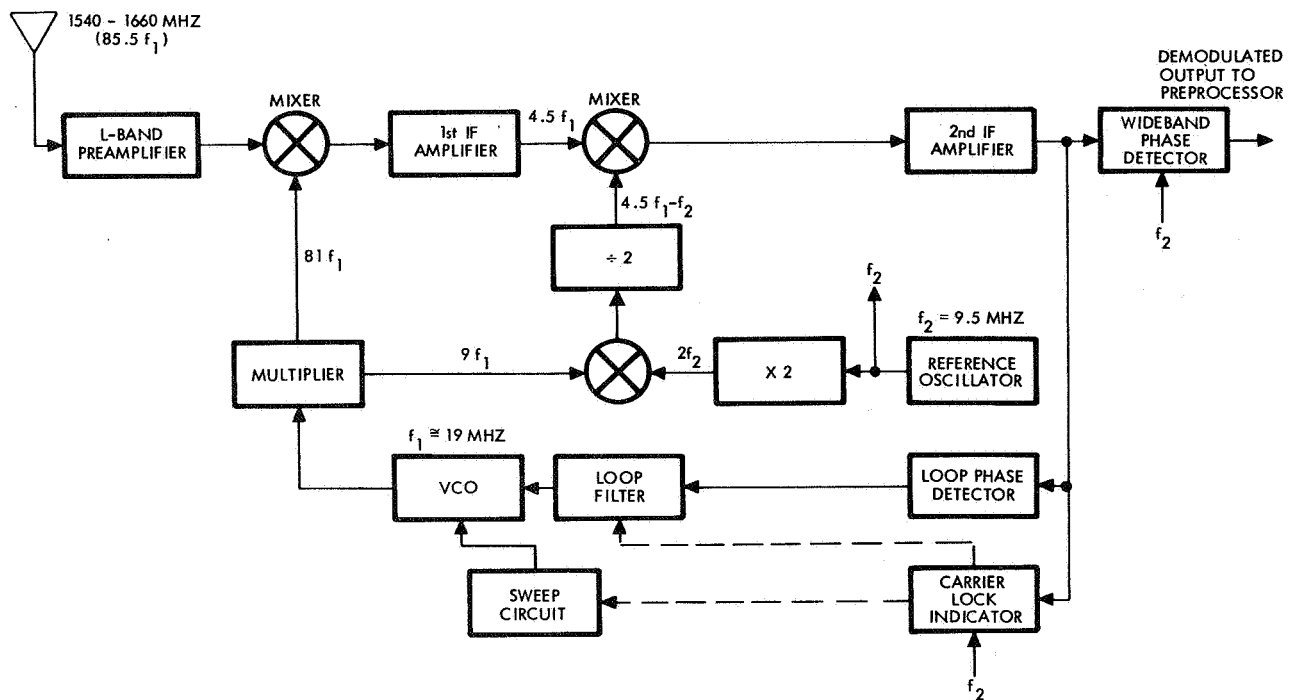 1540 - 1660 MHZ
(85.5 f1)
DEMODULATED
OUTPUT TO
PREPROCESSOR
L-BAND
PREAMPLIFIER
MIXER
1st IF
AMPLIFIER
4.5 f1
MIXER
2nd IF
AMPLIFIER
WIDEBAND
PHASE
DETECTOR
f2
4.5 f1-f2
÷ 2
81 f1
f2
f2 = 9.5 MHZ
MULTIPLIER
9 f1
2f2
X 2
REFERENCE
OSCILLATOR
f1 ≅ 19 MHZ
VCO
LOOP
FILTER
LOOP PHASE
DETECTOR
SWEEP
CIRCUIT
CARRIER
LOCK
INDICATOR
f2